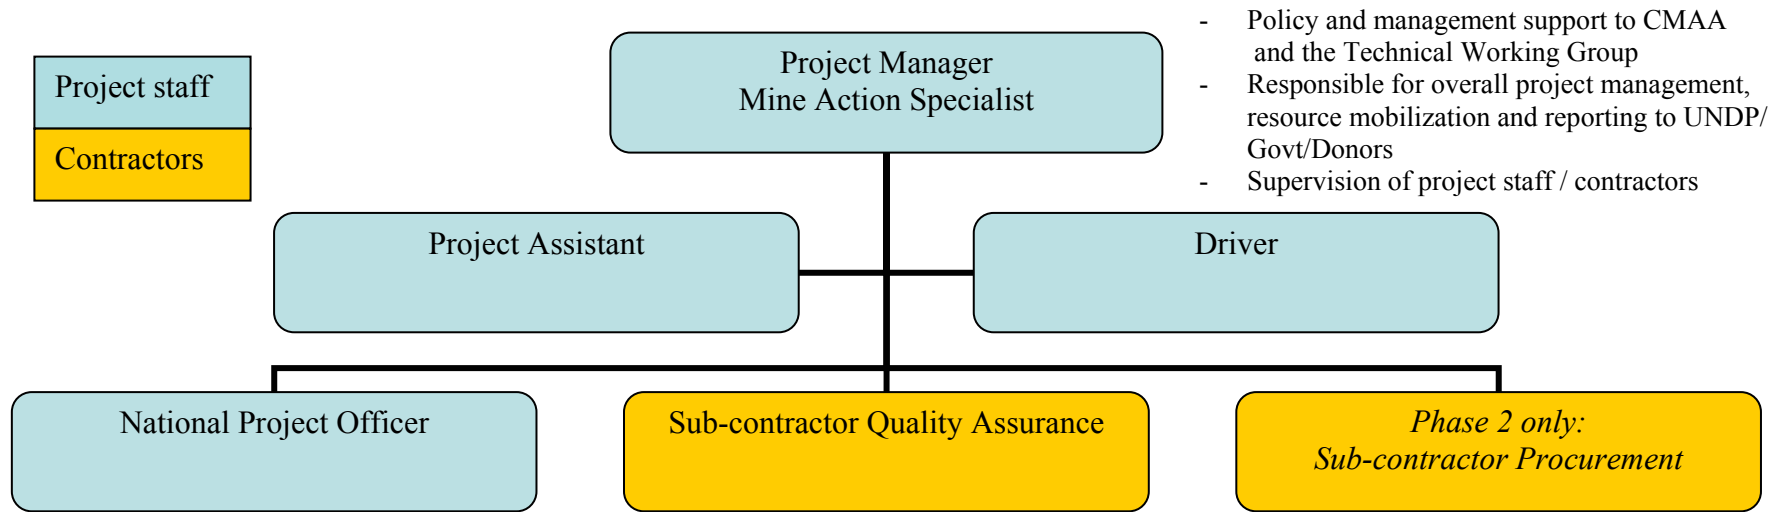 Project staff
Contractors
Project Manager
Mine Action Specialist
- Policy and management support to CMAA
and the Technical Working Group
- Responsible for overall project management,
resource mobilization and reporting to UNDP/
Govt/Donors
- Supervision of project staff / contractors
Project Assistant
Driver
National Project Officer
Sub-contractor Quality Assurance
Phase 2 only:
Sub-contractor Procurement